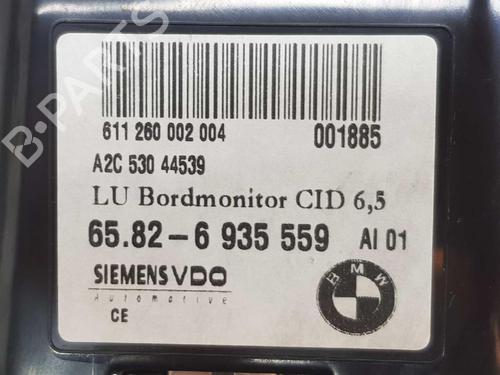 611 260 002 004 001885
A2C 530 44539
LU Bordmonitor CID 6,5
65.82-6 935 559 AI 01
SIEMENS VDO
Automotive
CE
BMW
B-PARTS